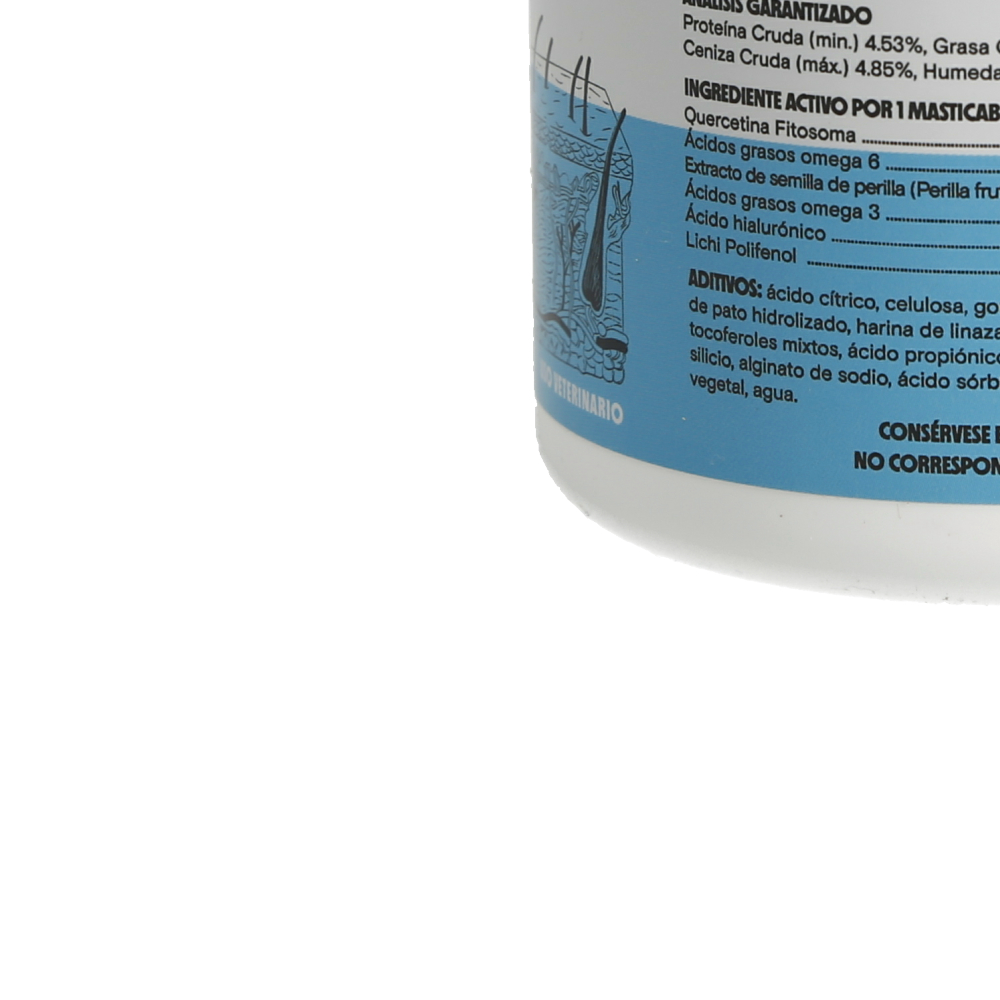 ANÁLISIS GARANTIZADO
Proteína Cruda (min.) 4.53%, Grasa
Ceniza Cruda (máx.) 4.85%, Humeda
INGREDIENTE ACTIVO POR 1 MASTICAB
Quercetina Fitosoma
Ácidos grasos omega 6
Extracto de semilla de perilla (Perilla fru
Ácidos grasos omega 3
Ácido hialurónico
Lichi Polifenol
ADITIVOS: ácido cítrico, celulosa, go
de pato hidrolizado, harina de linaza
tocoferoles mixtos, ácido propiónico
silicio, alginato de sodio, ácido sórb
vegetal, agua.
CONSÉRVESE
NO CORRESPON
VETERINARIO